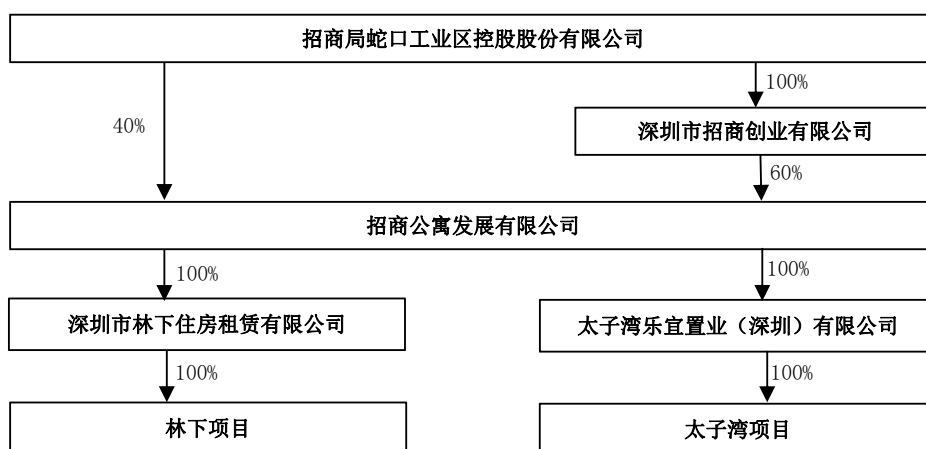 招商局蛇口工业区控股股份有限公司
100%
40%
深圳市招商创业有限公司
60%
招商公寓发展有限公司
100%
100%
深圳市林下住房租赁有限公司
太子湾乐宜置业（深圳）有限公司
100%
100%
林下项目
太子湾项目